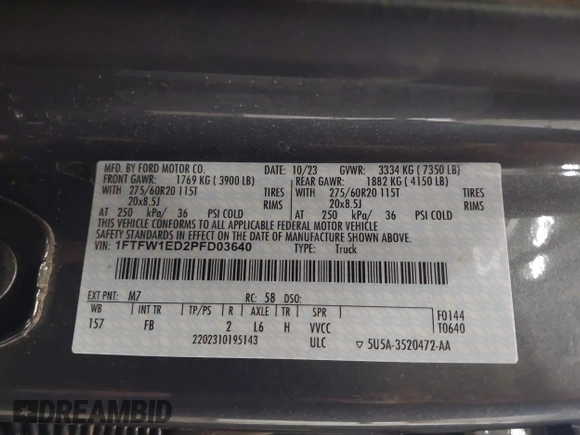 MFD. BY FORD MOTOR CO. 10/23 GVWR: 3334 KG ( 7350 LB)
FRONT GAWR: 1769 KG ( 3900 LB) REAR GAWR: 1882 KG ( 4150 LB)
WITH 275/60R20 115T TIRES WITH 275/60R20 115T TIRES
20x8.5J RIMS 20x8.5J RIMS
AT 250 kPa/ 36 PSI COLD AT 250 kPa/ 36 PSI COLD
THIS VEHICLE CONFORMS TO ALL APPLICABLE FEDERAL MOTOR VEHICLE
SAFETY STANDARDS IN EFFECT ON THE DATE OF MANUFACTURE SHOWN ABOVE.
VIN: 1FTFW1ED2PFD03640 TYPE: Truck
EXT PNT: M7 RC: 58 DSO: F0144
WB INT TR TP/PS R AXLE TR SPR T0640
157 FB 2 L6 H VVCC
2202310195143 ULC ▽ 5U5A-3520472-AA
DREAMBID